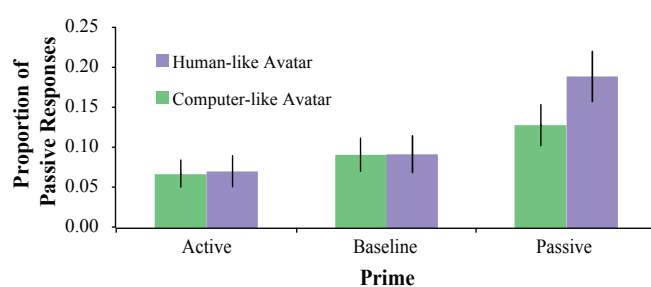 Proportion of
Passive Responses
0.25
0.20
0.15
0.10
0.05
0.00
Human-like Avatar
Computer-like Avatar
Active
Baseline
Passive
Prime